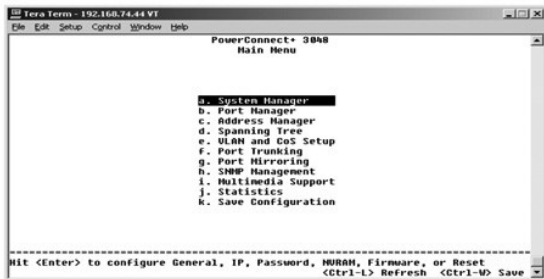 Tera Term - 192.168.74.44 VT
File Edit Setup Control Window Help
PowerConnect+ 3048
Main Menu
a. System Manager
b. Port Manager
c. Address Manager
d. Spanning Tree
e. VLAN and CoS Setup
f. Port Trunking
g. Port Mirroring
h. SNMP Management
i. Multimedia Support
j. Statistics
k. Save Configuration
Hit <Enter> to configure General, IP, Password, NVRAM, Firmware, or Reset
<Ctrl-L> Refresh <Ctrl-W> Save